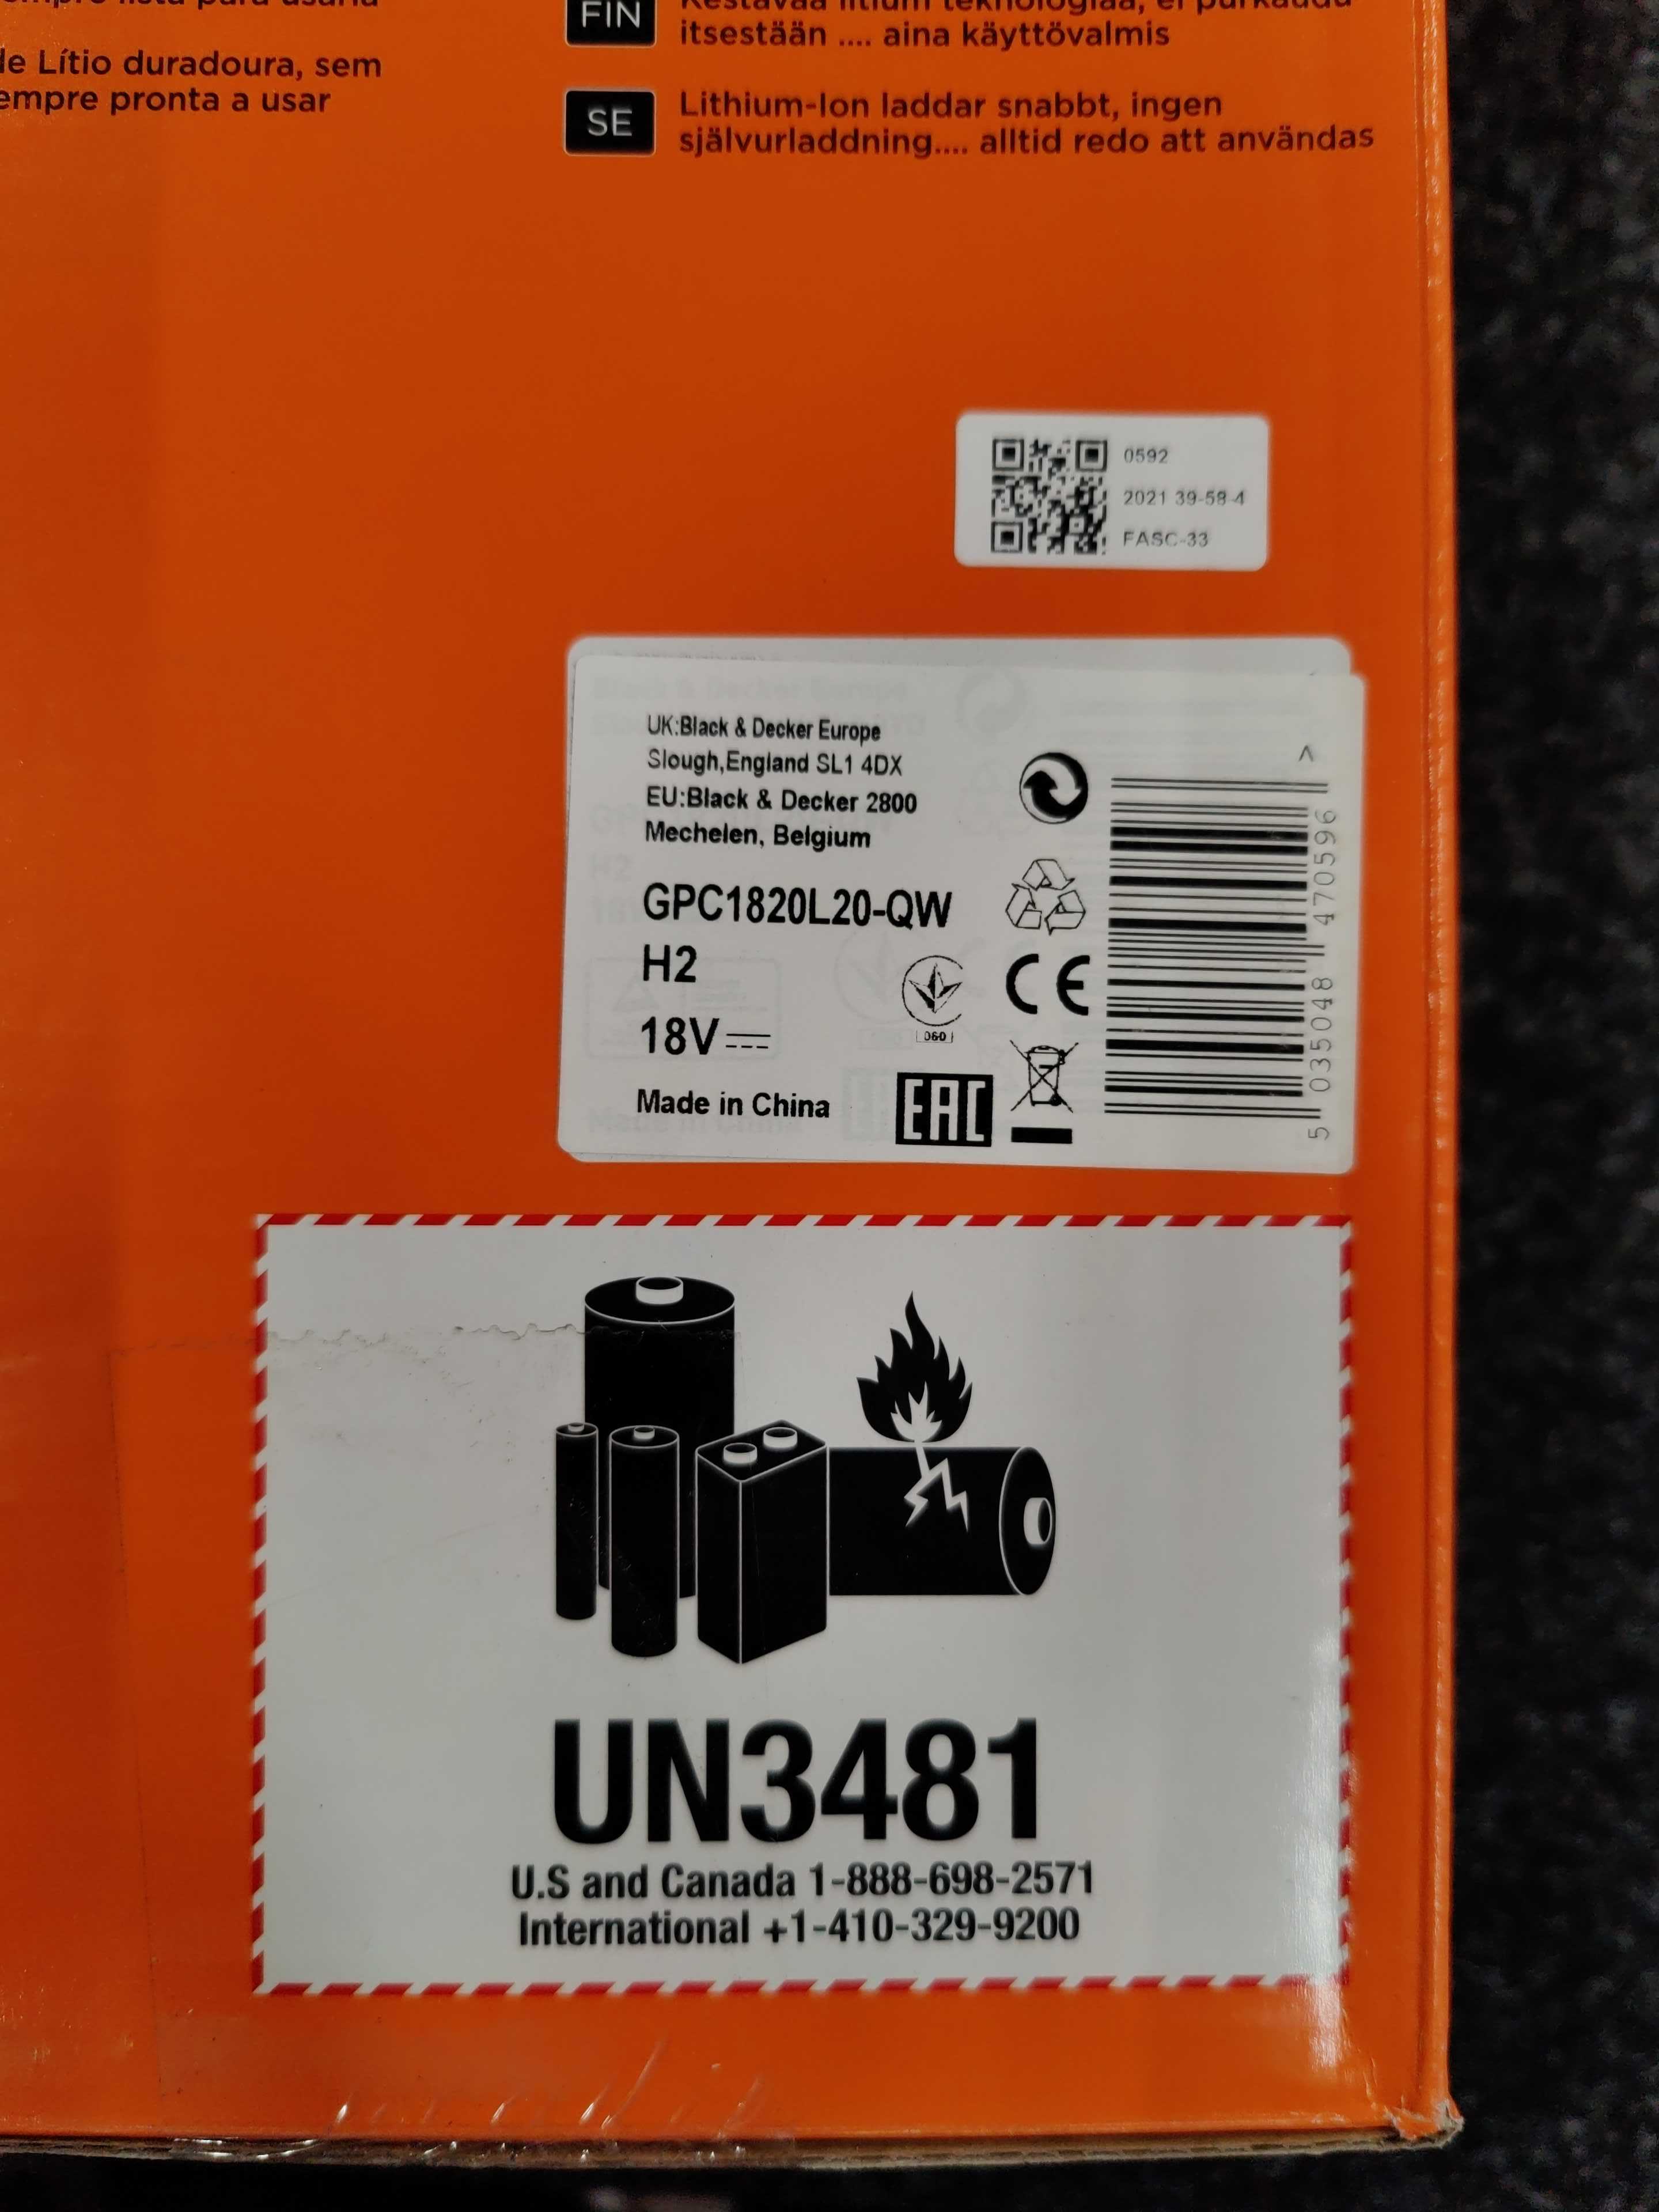 de Lítio duradoura, sem
empre pronta a usar
FIN
itsestään .... aina käyttövalmis
SE
Lithium-Ion laddar snabbt, ingen
självurladdning.... alltid redo att användas
0592
2021 39-58-4
FASC-33
UK:Black & Decker Europe
Slough,England SL1 4DX
EU:Black & Decker 2800
Mechelen, Belgium
GPC1820L20-QW
H2
18V
Made in China
060
CE
EAC
5 035048 470596 >
UN3481
U.S and Canada 1-888-698-2571
International +1-410-329-9200